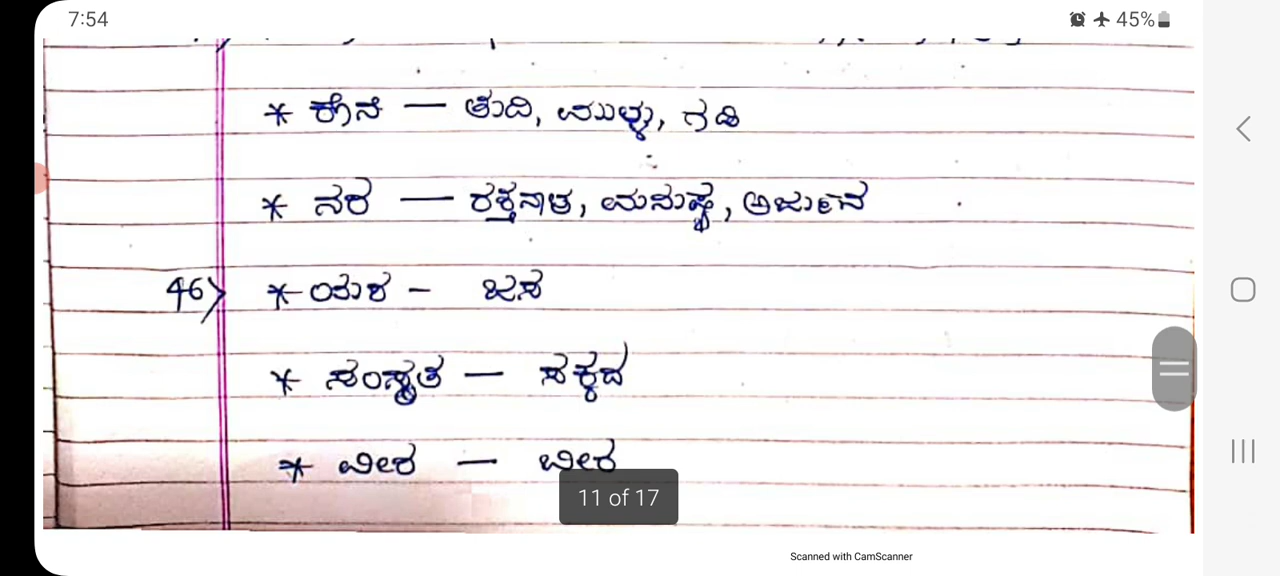 7:54 45%
* ಕೊನೆ — ತುದಿ, ಮುಳ್ಳು, ಗಡಿ
* ನರ — ರಕ್ತನಾಳ, ಮನುಷ್ಯ, ಅರ್ಜುನ
46) * ಯಶ - ಜಸ
* ಸಂಸ್ಕೃತ — ಸಕ್ಕದ
* ವೀರ — ಬೀರ
11 of 17
Scanned with CamScanner